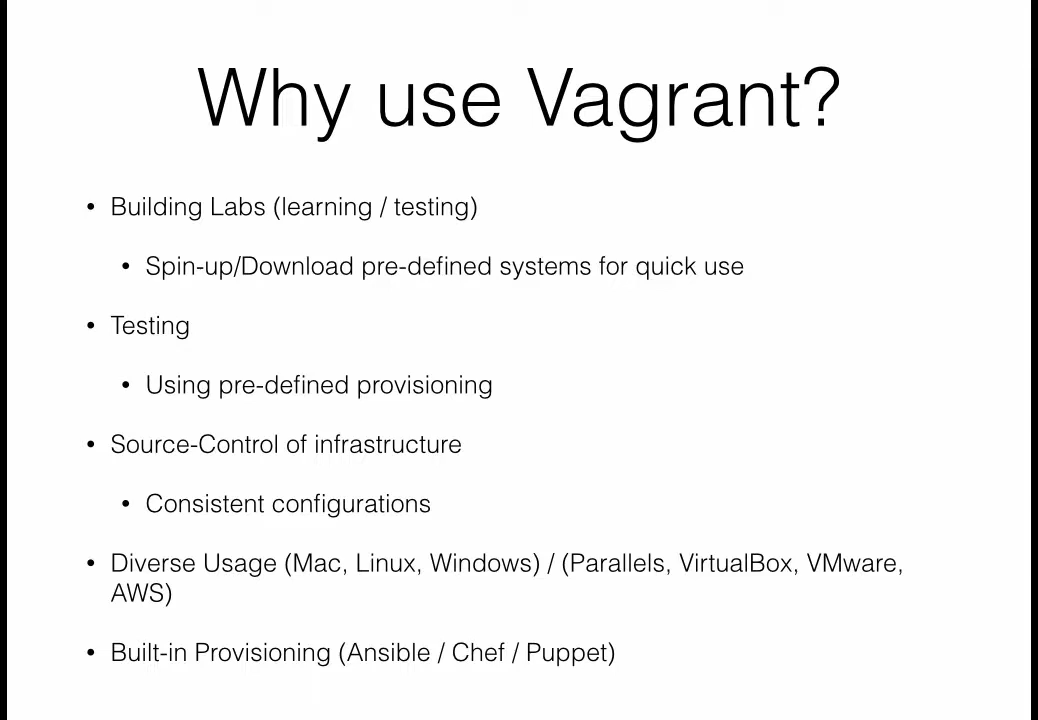 Why use Vagrant?
• Building Labs (learning / testing)
• Spin-up/Download pre-defined systems for quick use
• Testing
• Using pre-defined provisioning
• Source-Control of infrastructure
• Consistent configurations
• Diverse Usage (Mac, Linux, Windows) / (Parallels, VirtualBox, VMware,
AWS)
• Built-in Provisioning (Ansible / Chef / Puppet)